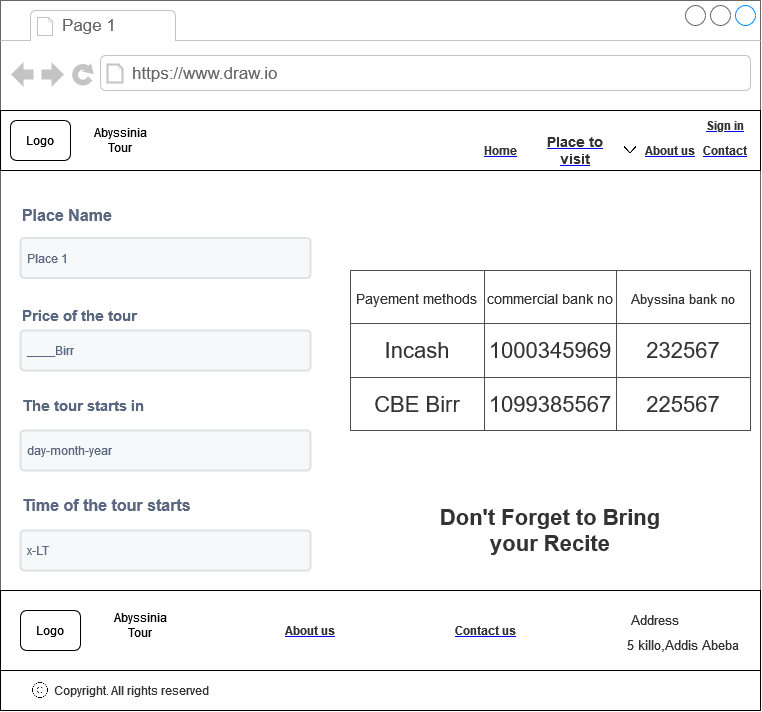 Page 1
https://www.draw.io
Logo
Abyssinia
Tour
Sign in
Home
Place to
visit
About us
Contact
Place Name
Place 1
Price of the tour
____Birr
The tour starts in
day-month-year
Time of the tour starts
x-LT
Payement methods commercial bank no Abyssina bank no
Incash 1000345969 232567
CBE Birr 1099385567 225567
Don't Forget to Bring
your Recite
Logo
Abyssinia
Tour
About us
Contact us
Address
5 killo,Addis Abeba
© Copyright. All rights reserved